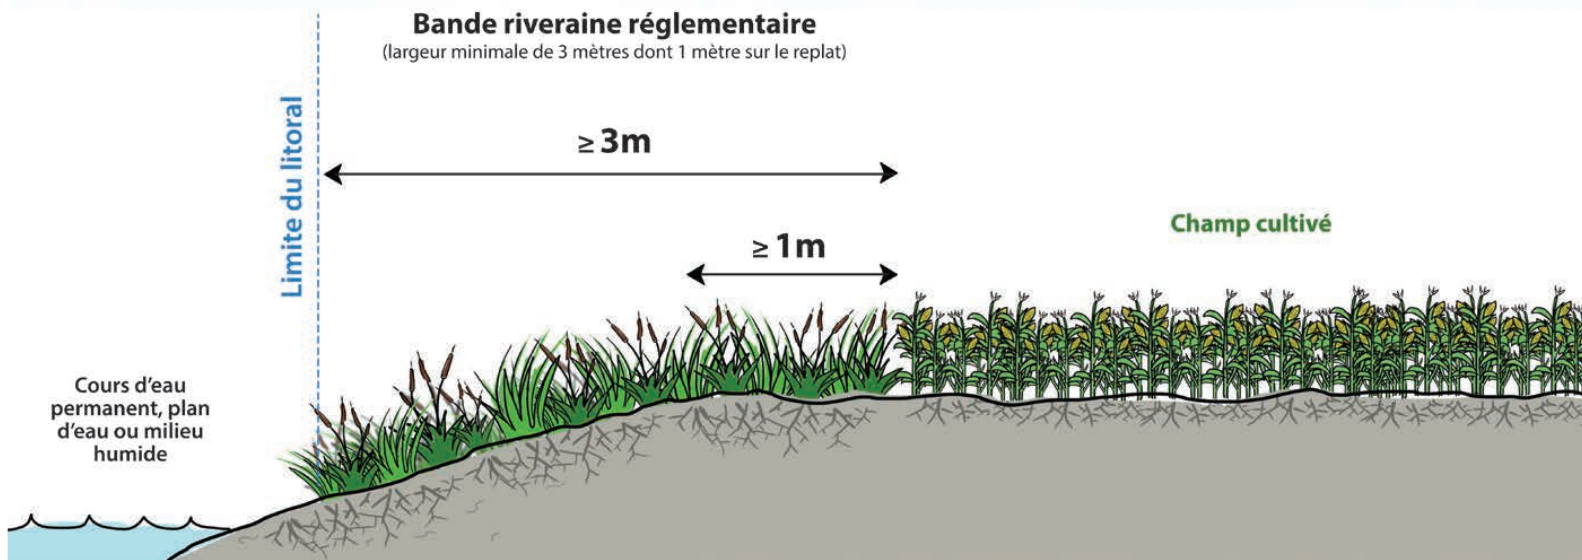 Bande riveraine réglementaire
(largeur minimale de 3 mètres dont 1 mètre sur le replat)
Limite du litoral
≥ 3m
≥ 1m
Champ cultivé
Cours d’eau
permanent, plan
d’eau ou milieu
humide